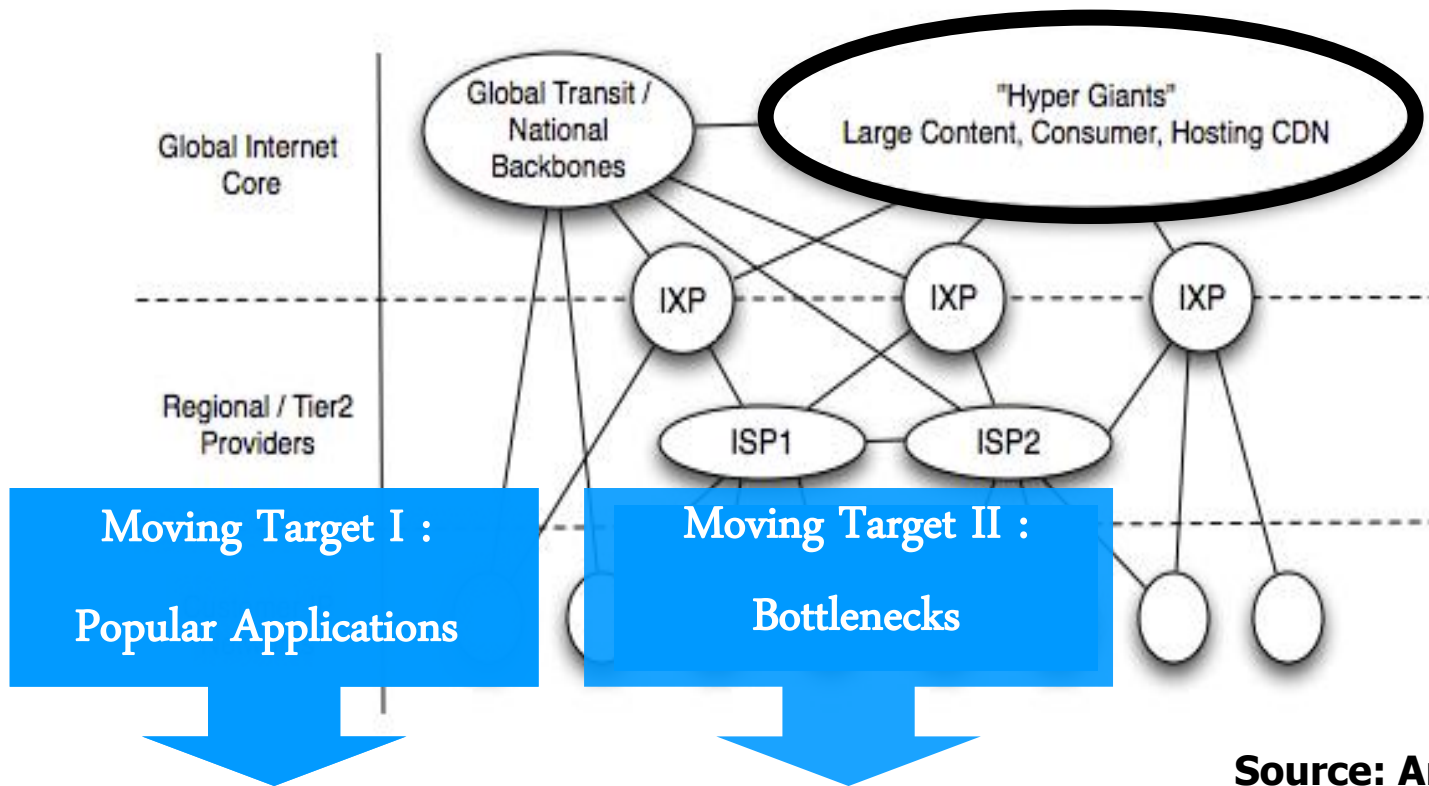 Global Internet
Core
Global Transit /
National
Backbones
"Hyper Giants"
Large Content, Consumer, Hosting CDN
IXP
IXP
IXP
Regional / Tier2
Providers
ISP1
ISP2
Moving Target I :
Popular Applications
Moving Target II :
Bottlenecks
Source: